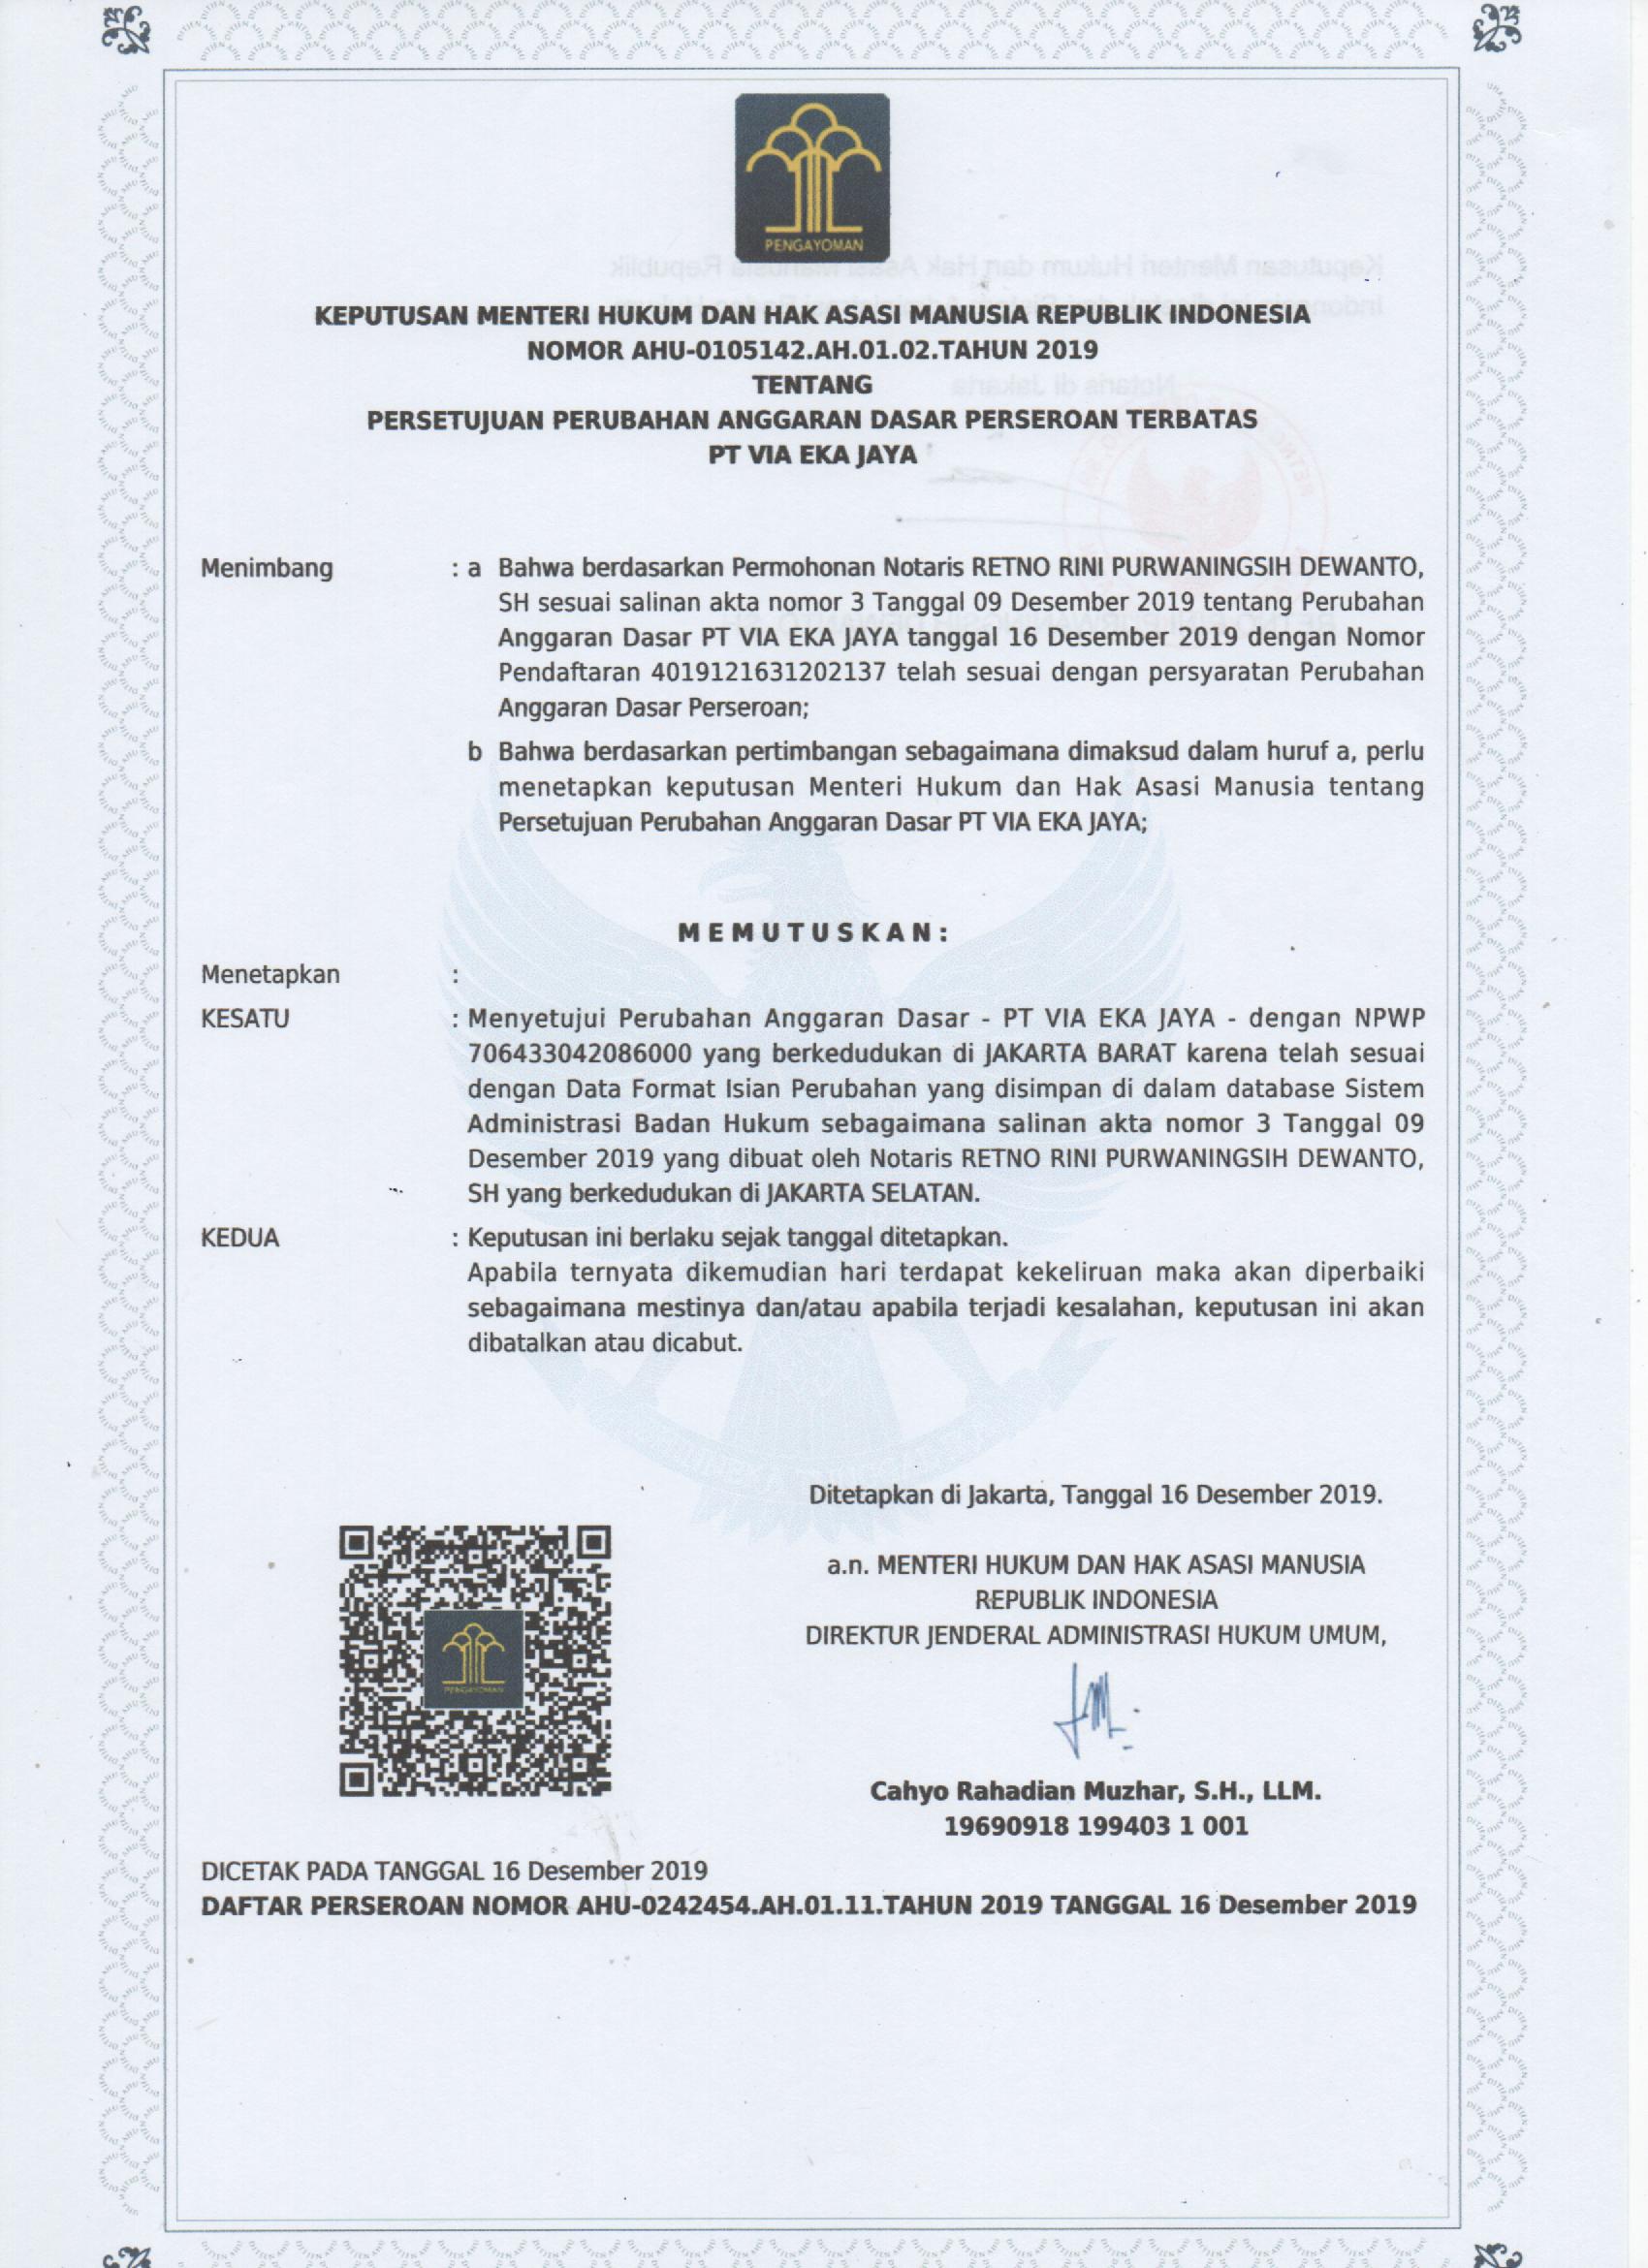 PENGAYOMAN
KEPUTUSAN MENTERI HUKUM DAN HAK ASASI MANUSIA REPUBLIK INDONESIA
NOMOR AHU-0105142.AH.01.02.TAHUN 2019
TENTANG
PERSETUJUAN PERUBAHAN ANGGARAN DASAR PERSEROAN TERBATAS
PT VIA EKA JAYA
Menimbang : a Bahwa berdasarkan Permohonan Notaris RETNO RINI PURWANINGSIH DEWANTO,
SH sesuai salinan akta nomor 3 Tanggal 09 Desember 2019 tentang Perubahan
Anggaran Dasar PT VIA EKA JAYA tanggal 16 Desember 2019 dengan Nomor
Pendaftaran 4019121631202137 telah sesuai dengan persyaratan Perubahan
Anggaran Dasar Perseroan;
b Bahwa berdasarkan pertimbangan sebagaimana dimaksud dalam huruf a, perlu
menetapkan keputusan Menteri Hukum dan Hak Asasi Manusia tentang
Persetujuan Perubahan Anggaran Dasar PT VIA EKA JAYA;
M E M U T U S K A N :
Menetapkan :
KESATU : Menyetujui Perubahan Anggaran Dasar - PT VIA EKA JAYA - dengan NPWP
706433042086000 yang berkedudukan di JAKARTA BARAT karena telah sesuai
dengan Data Format Isian Perubahan yang disimpan di dalam database Sistem
Administrasi Badan Hukum sebagaimana salinan akta nomor 3 Tanggal 09
Desember 2019 yang dibuat oleh Notaris RETNO RINI PURWANINGSIH DEWANTO,
SH yang berkedudukan di JAKARTA SELATAN.
KEDUA : Keputusan ini berlaku sejak tanggal ditetapkan.
Apabila ternyata dikemudian hari terdapat kekeliruan maka akan diperbaiki
sebagaimana mestinya dan/atau apabila terjadi kesalahan, keputusan ini akan
dibatalkan atau dicabut.
Ditetapkan di Jakarta, Tanggal 16 Desember 2019.
a.n. MENTERI HUKUM DAN HAK ASASI MANUSIA
REPUBLIK INDONESIA
DIREKTUR JENDERAL ADMINISTRASI HUKUM UMUM,
PENGAYOMAN
Cahyo Rahadian Muzhar, S.H., LLM.
19690918 199403 1 001
DICETAK PADA TANGGAL 16 Desember 2019
DAFTAR PERSEROAN NOMOR AHU-0242454.AH.01.11.TAHUN 2019 TANGGAL 16 Desember 2019